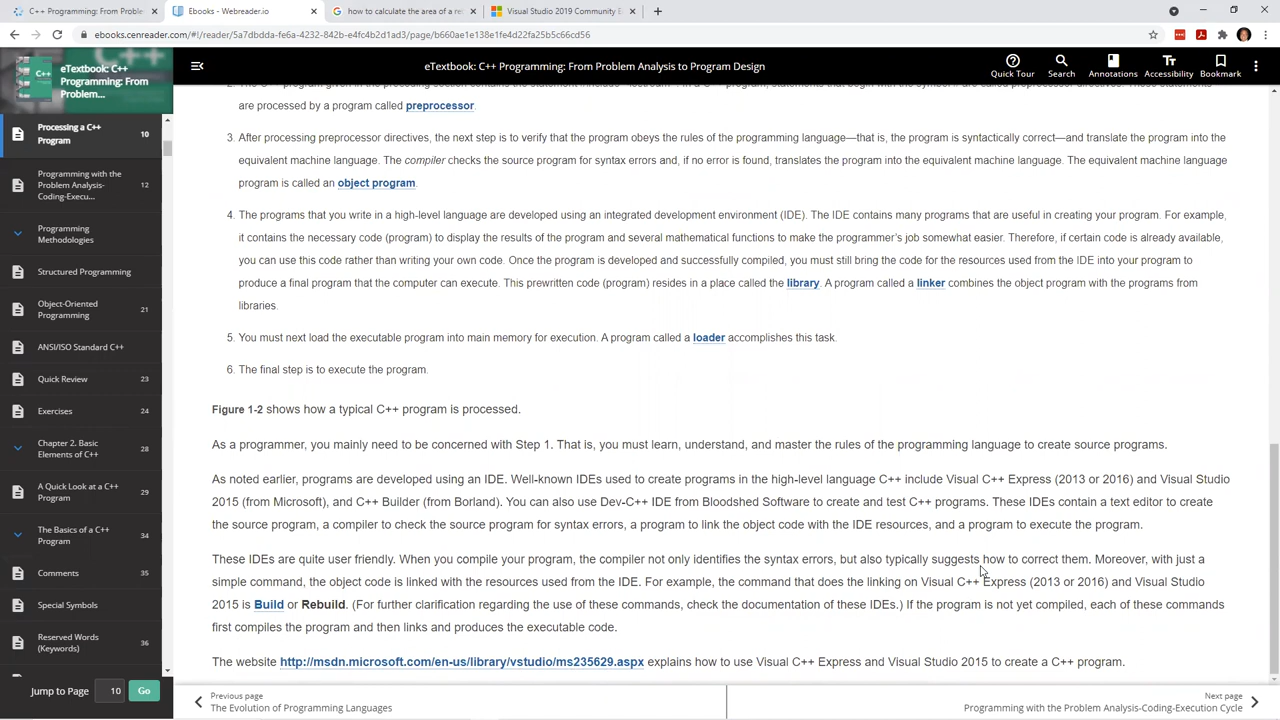 C++ Programming: From Problem
Ebooks - Webreader.io
how to calculate the area of a re
Visual Studio 2019 Community E
ebooks.cenreader.com/#!/reader/5a7dbdda-fe6a-4232-842b-e4fc4b2d1ad3/page/b660ae1e138e1fe4d22fa25b5c66cd56
eTextbook: C++
Programming: From
Problem...
eTextbook: C++ Programming: From Problem Analysis to Program Design
Quick Tour
Search
Annotations
Accessibility
Bookmark
Processing a C++
Program
10
Programming with the
Problem Analysis-
Coding-Execu...
12
Programming
Methodologies
Structured Programming
Object-Oriented
Programming
21
ANSI/ISO Standard C++
Quick Review
23
Exercises
24
Chapter 2. Basic
Elements of C++
28
A Quick Look at a C++
Program
29
The Basics of a C++
Program
34
Comments
35
Special Symbols
Reserved Words
(Keywords)
36
Jump to Page
10
Go
are processed by a program called preprocessor.
3. After processing preprocessor directives, the next step is to verify that the program obeys the rules of the programming language—that is, the program is syntactically correct—and translate the program into the
equivalent machine language. The compiler checks the source program for syntax errors and, if no error is found, translates the program into the equivalent machine language. The equivalent machine language
program is called an object program.
4. The programs that you write in a high-level language are developed using an integrated development environment (IDE). The IDE contains many programs that are useful in creating your program. For example,
it contains the necessary code (program) to display the results of the program and several mathematical functions to make the programmer's job somewhat easier. Therefore, if certain code is already available,
you can use this code rather than writing your own code. Once the program is developed and successfully compiled, you must still bring the code for the resources used from the IDE into your program to
produce a final program that the computer can execute. This prewritten code (program) resides in a place called the library. A program called a linker combines the object program with the programs from
libraries.
5. You must next load the executable program into main memory for execution. A program called a loader accomplishes this task.
6. The final step is to execute the program.
Figure 1-2 shows how a typical C++ program is processed.
As a programmer, you mainly need to be concerned with Step 1. That is, you must learn, understand, and master the rules of the programming language to create source programs.
As noted earlier, programs are developed using an IDE. Well-known IDEs used to create programs in the high-level language C++ include Visual C++ Express (2013 or 2016) and Visual Studio
2015 (from Microsoft), and C++ Builder (from Borland). You can also use Dev-C++ IDE from Bloodshed Software to create and test C++ programs. These IDEs contain a text editor to create
the source program, a compiler to check the source program for syntax errors, a program to link the object code with the IDE resources, and a program to execute the program.
These IDEs are quite user friendly. When you compile your program, the compiler not only identifies the syntax errors, but also typically suggests how to correct them. Moreover, with just a
simple command, the object code is linked with the resources used from the IDE. For example, the command that does the linking on Visual C++ Express (2013 or 2016) and Visual Studio
2015 is Build or Rebuild. (For further clarification regarding the use of these commands, check the documentation of these IDEs.) If the program is not yet compiled, each of these commands
first compiles the program and then links and produces the executable code.
The website http://msdn.microsoft.com/en-us/library/vstudio/ms235629.aspx explains how to use Visual C++ Express and Visual Studio 2015 to create a C++ program.
Previous page
The Evolution of Programming Languages
Next page
Programming with the Problem Analysis-Coding-Execution Cycle